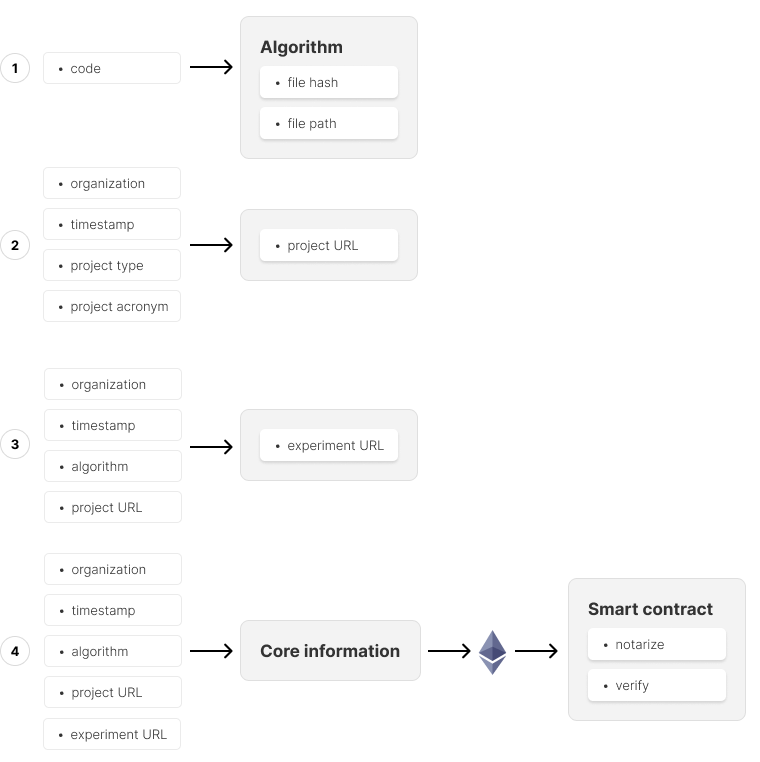 1
• code
Algorithm
• file hash
• file path
2
• organization
• timestamp
• project type
• project acronym
• project URL
3
• organization
• timestamp
• algorithm
• project URL
• experiment URL
4
• organization
• timestamp
• algorithm
• project URL
• experiment URL
Core information
Smart contract
• notarize
• verify